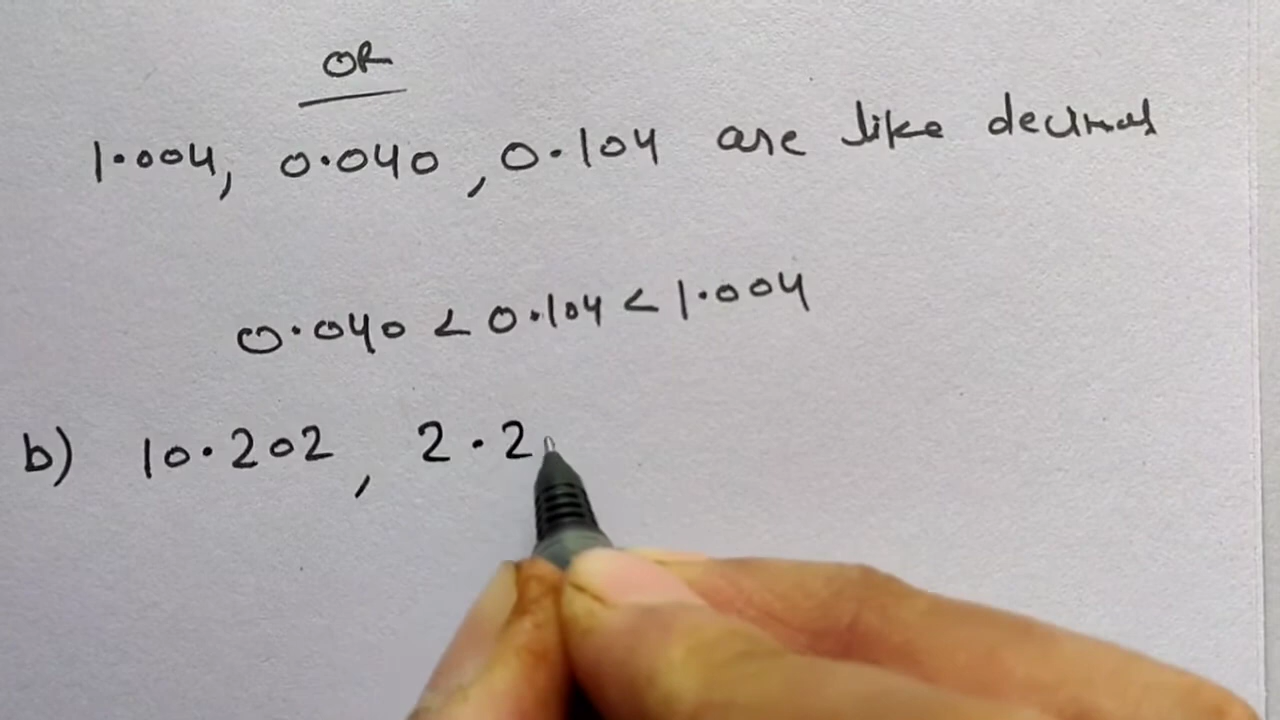 OR
1.004, 0.040, 0.104 are like decimal
0.040 < 0.104 < 1.004
b) 10.202, 2.2